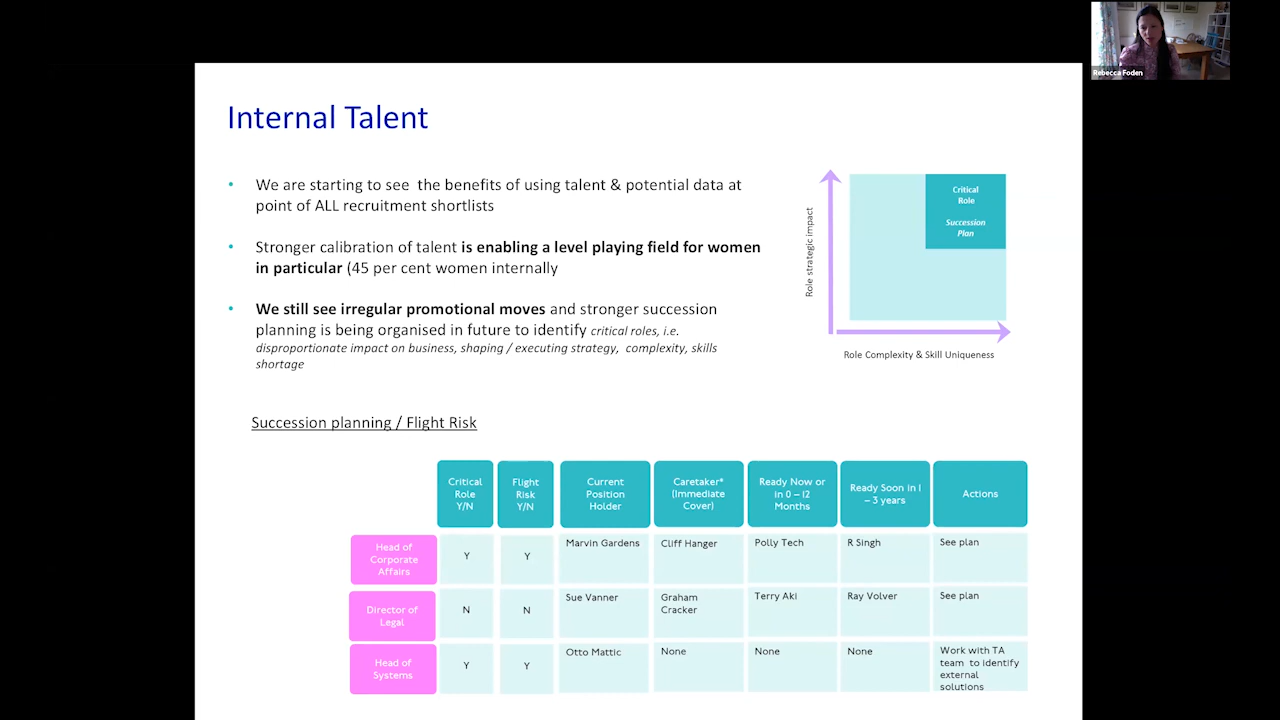 Rebecca Foden
Internal Talent
• We are starting to see the benefits of using talent & potential data at
point of ALL recruitment shortlists
• Stronger calibration of talent is enabling a level playing field for women
in particular (45 per cent women internally
• We still see irregular promotional moves and stronger succession
planning is being organised in future to identify critical roles, i.e.
disproportionate impact on business, shaping / executing strategy, complexity, skills
shortage
Role strategic impact
Critical
Role
Succession
Plan
Role Complexity & Skill Uniqueness
Succession planning / Flight Risk
Critical
Role
Y/N
Flight
Risk
Y/N
Current
Position
Holder
Caretaker*
(Immediate
Cover)
Ready Now or
in 0 – 12
Months
Ready Soon in 1
– 3 years
Actions
Head of
Corporate
Affairs
Y
Y
Marvin Gardens
Cliff Hanger
Polly Tech
R Singh
See plan
Director of
Legal
N
N
Sue Vanner
Graham
Cracker
Terry Aki
Ray Volver
See plan
Head of
Systems
Y
Y
Otto Mattic
None
None
None
Work with TA
team to identify
external
solutions